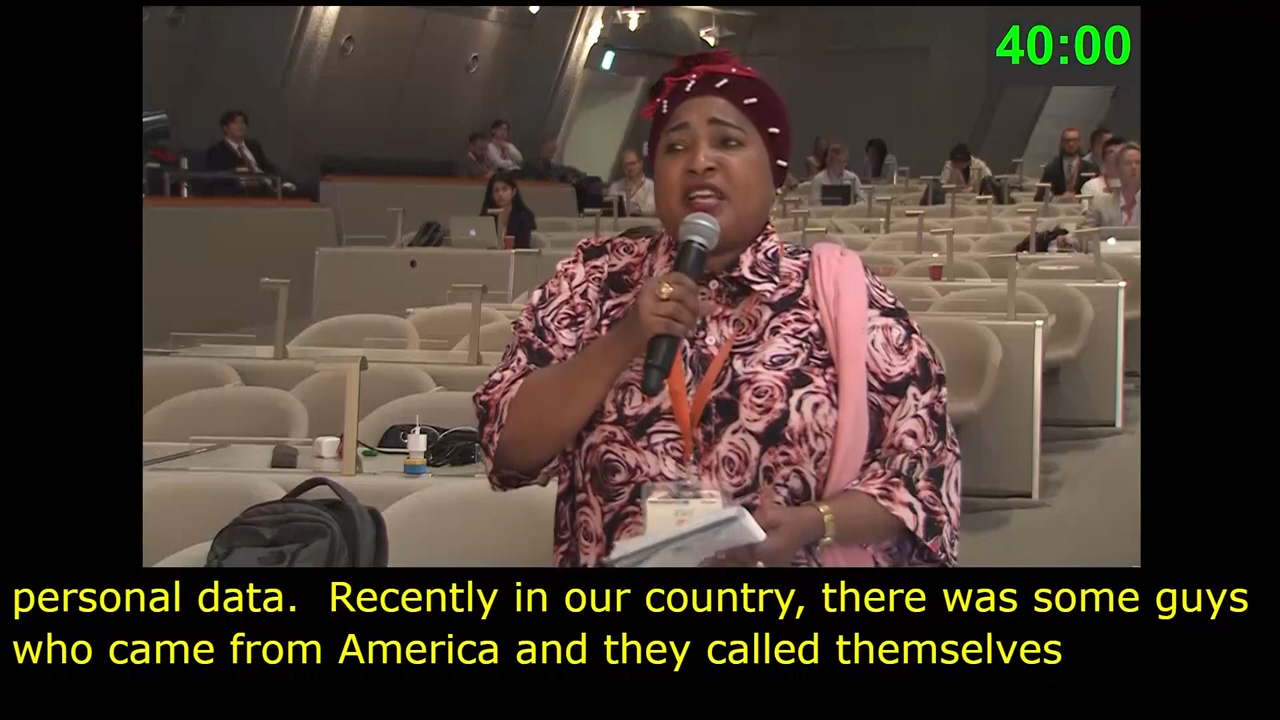 40:00
personal data.  Recently in our country, there was some guys
who came from America and they called themselves